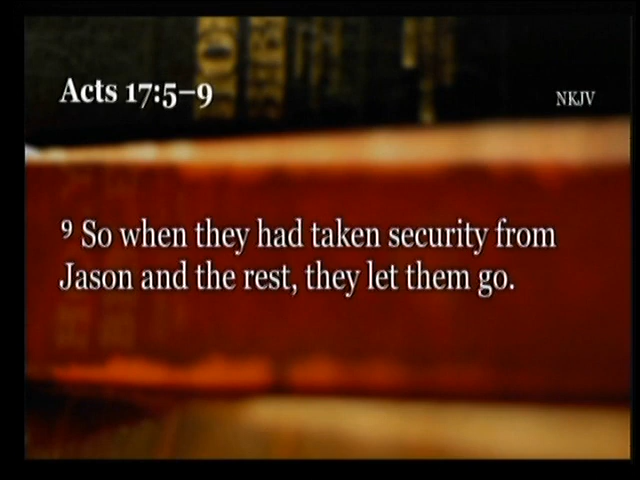 Acts 17:5–9
NKJV
9 So when they had taken security from
Jason and the rest, they let them go.